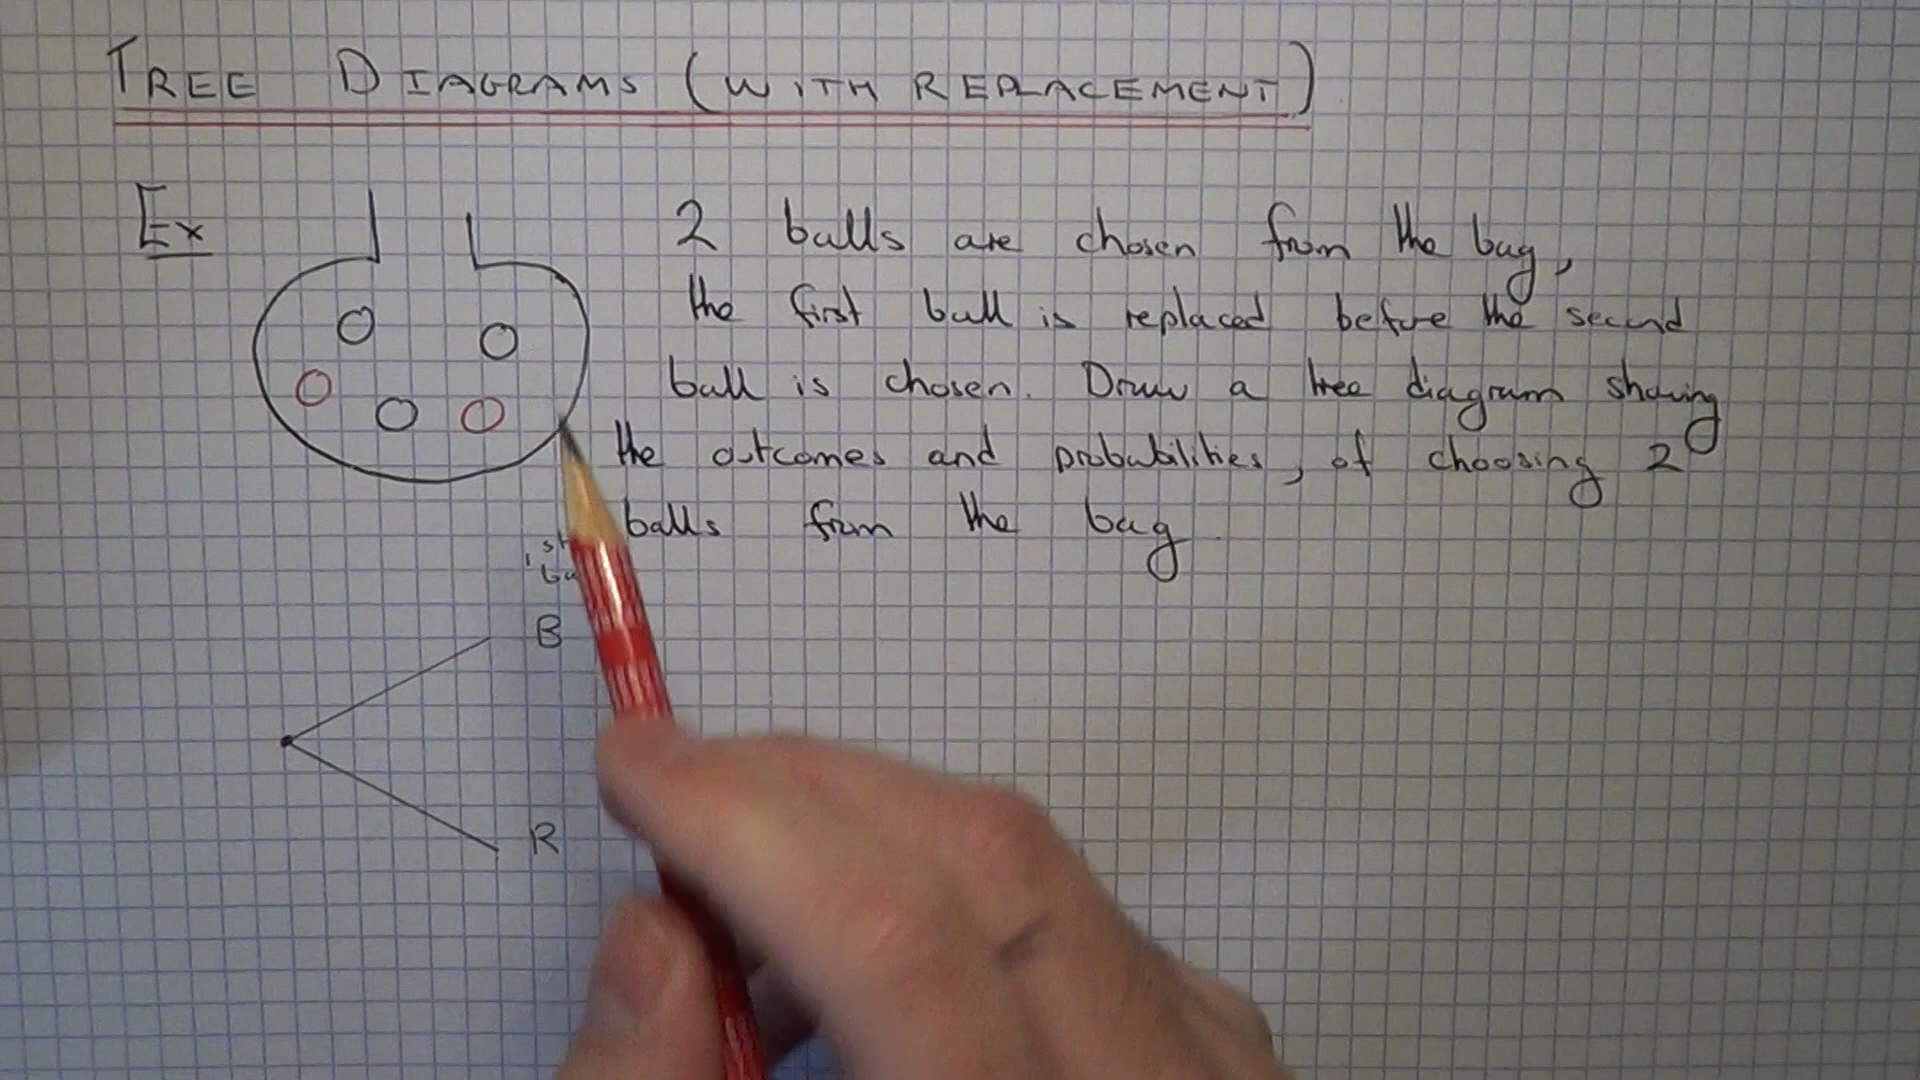 TREE DIAGRAMS (WITH REPLACEMENT)
Ex
2 balls are chosen from the bag,
the first ball is replaced before the second
ball is chosen. Draw a tree diagram showing
the outcomes and probabilities, of choosing 2
balls from the bag
1st
B
R